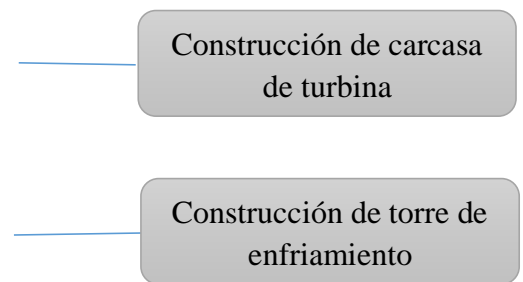 Construcción de carcasa
de turbina
Construcción de torre de
enfriamiento